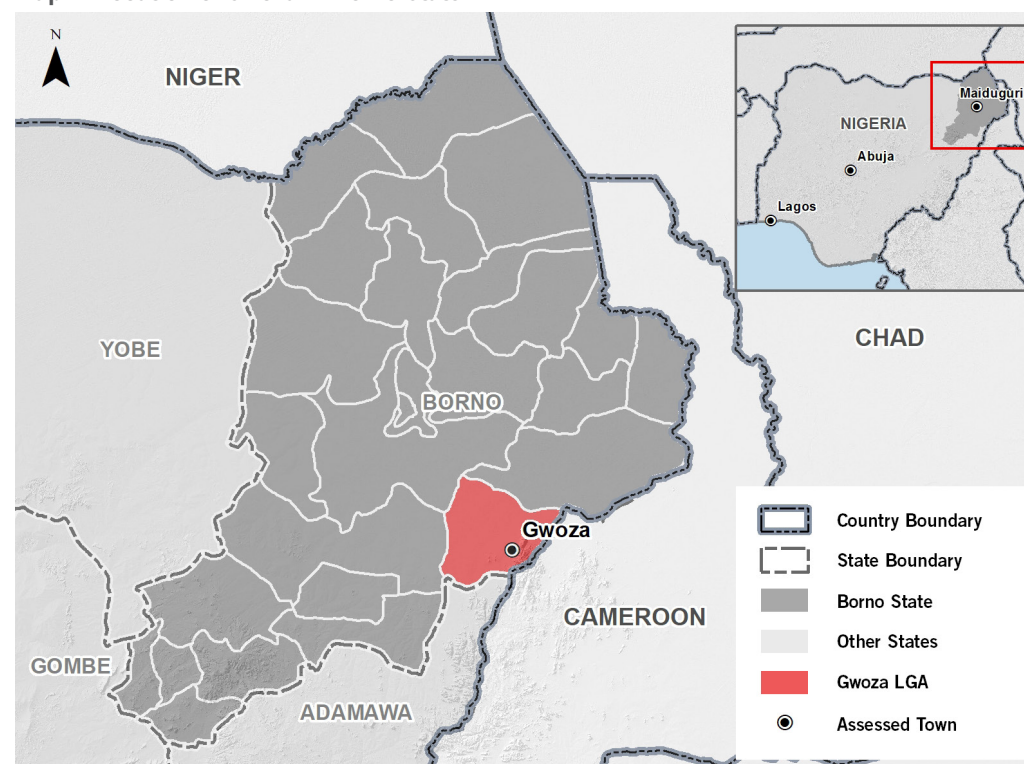 N
NIGER
Maiduguri
NIGERIA
Abuja
Lagos
YOBE
CHAD
BORNO
Gwoza
CAMEROON
GOMBE
ADAMAWA
Country Boundary
State Boundary
Borno State
Other States
Gwoza LGA
Assessed Town